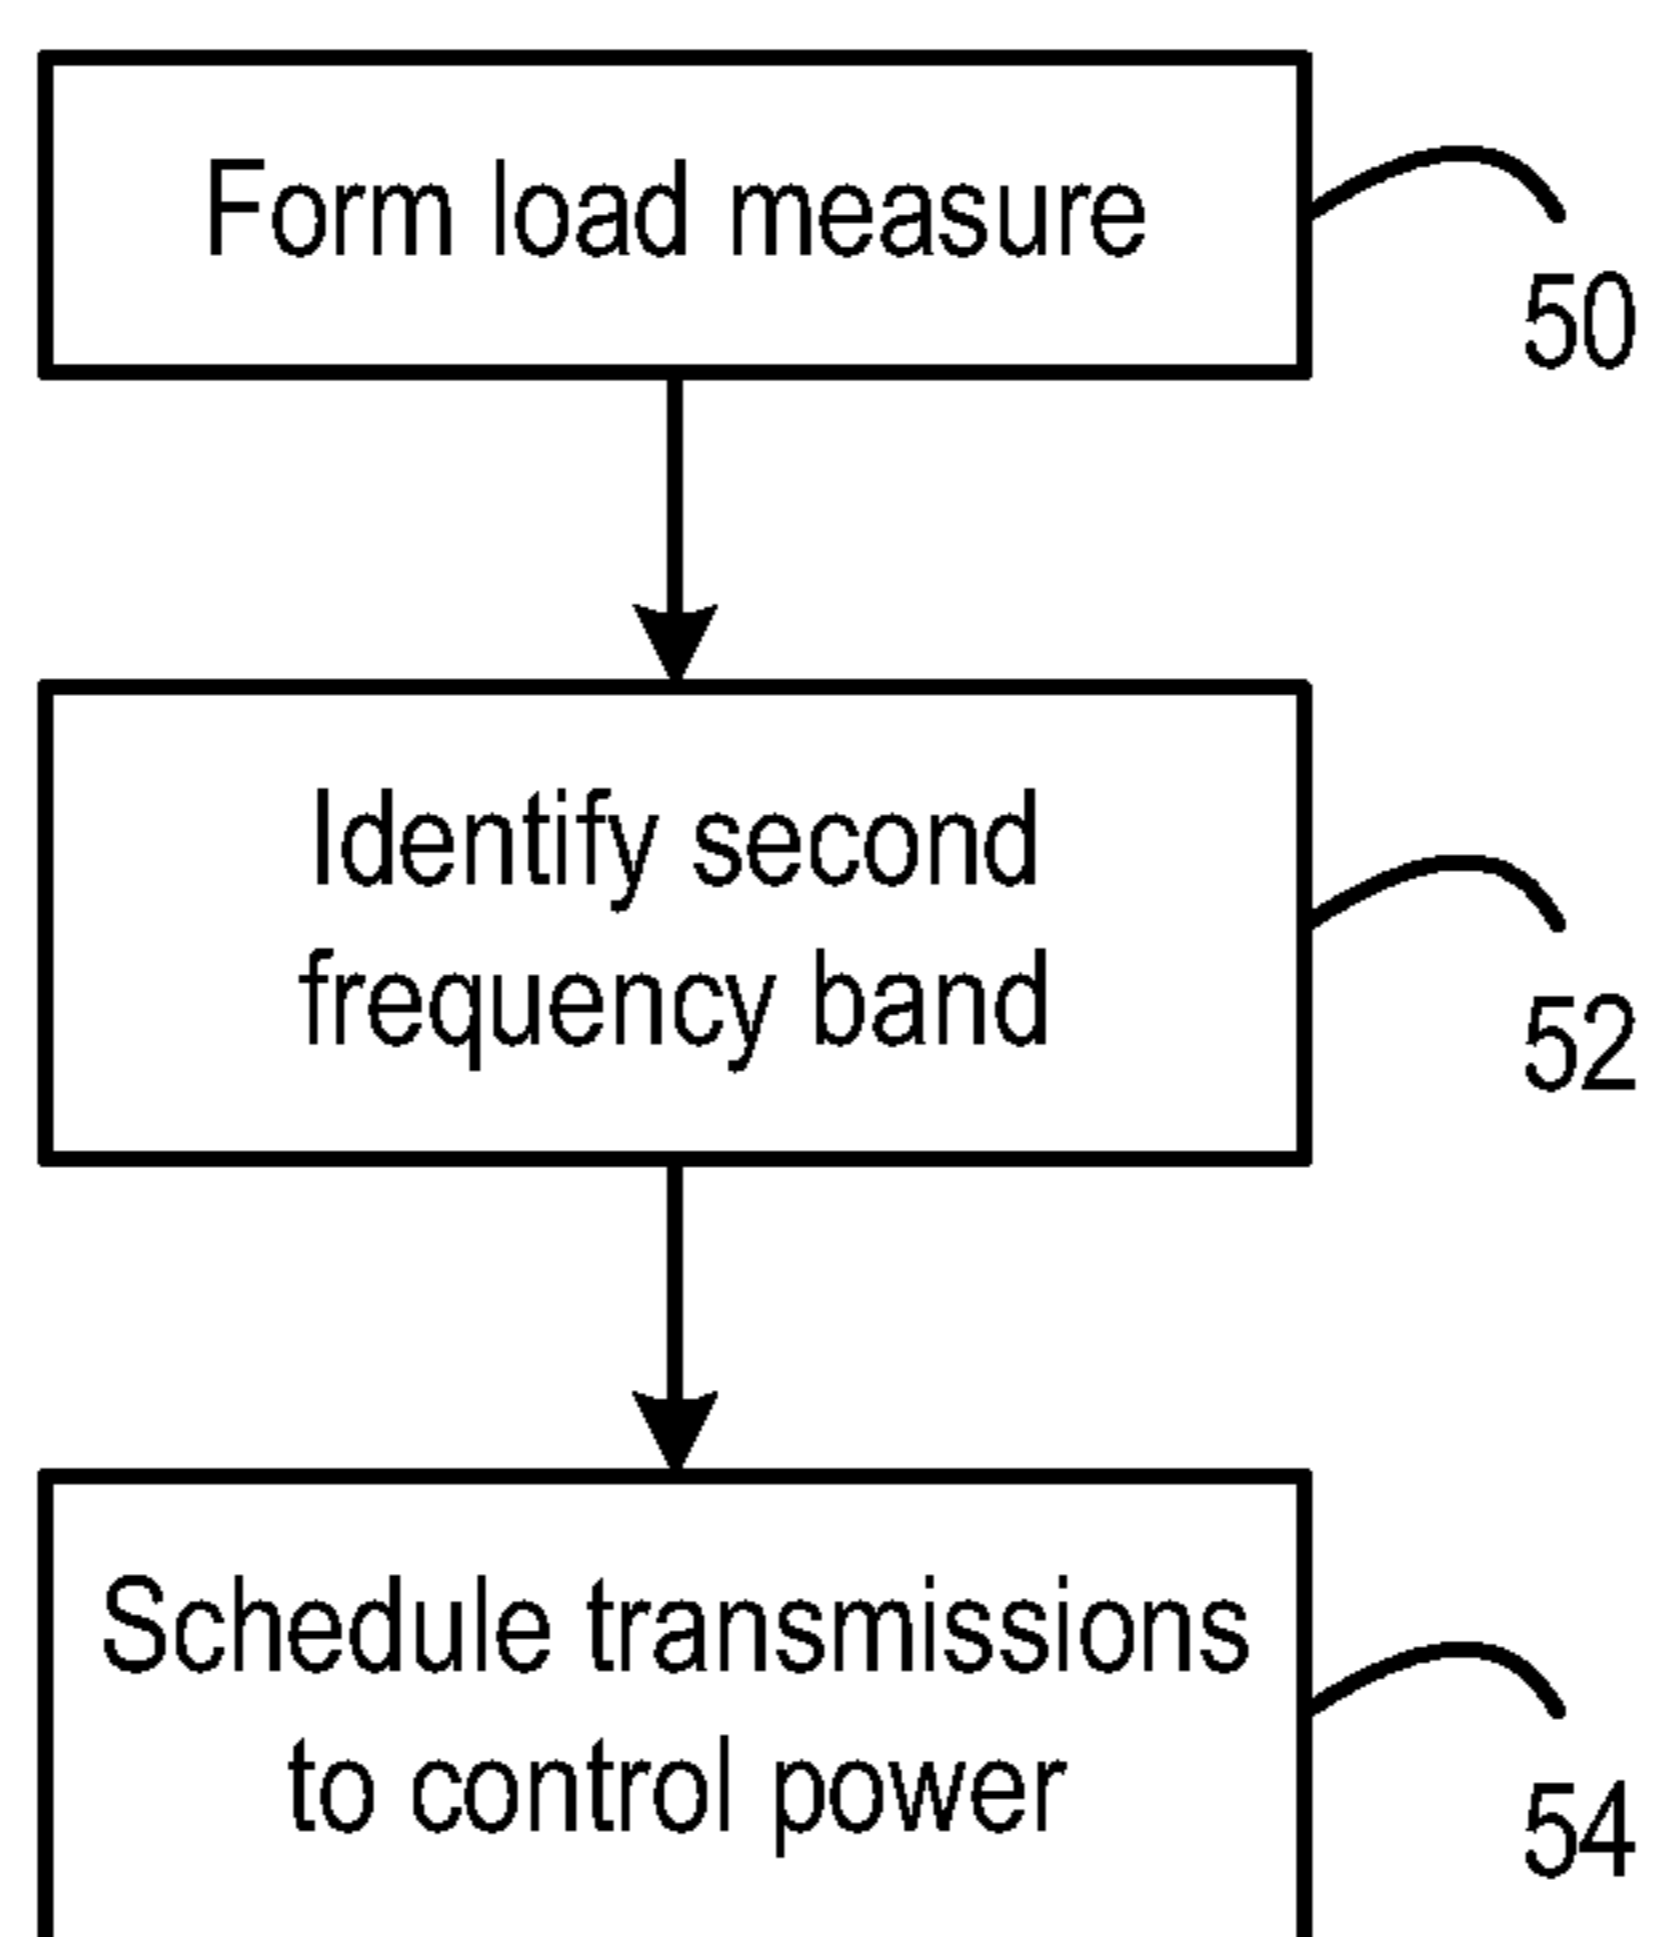 Form load measure
50
Identify second
frequency band
52
Schedule transmissions
to control power
54